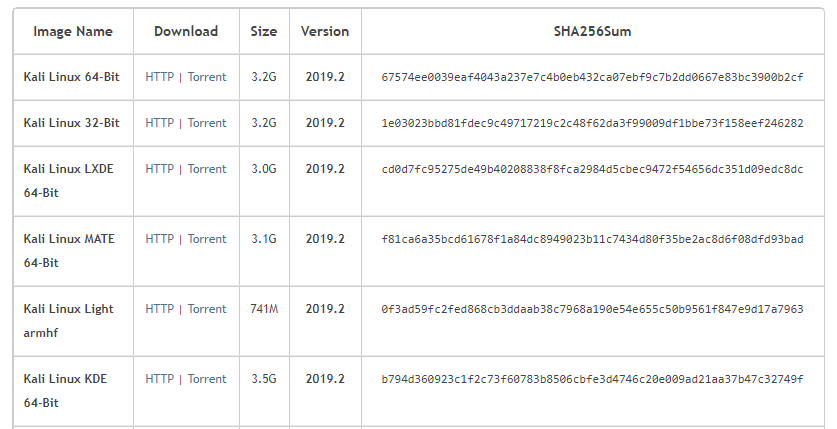 Image Name Download Size Version SHA256Sum
Kali Linux 64-Bit HTTP | Torrent 3.2G 2019.2 67574ee0039eaf4043a237e7c4b0eb432ca07ebf9c7b2dd0667e83bc3900b2cf
Kali Linux 32-Bit HTTP | Torrent 3.2G 2019.2 1e03023bbd81fdec9c49717219c2c48f62da3f99009df1bbe73f158eef246282
Kali Linux LXDE HTTP | Torrent 3.0G 2019.2 cd0d7fc95275de49b40208838f8fca2984d5cbec9472f54656dc351d09edc8dc
64-Bit
Kali Linux MATE HTTP | Torrent 3.1G 2019.2 f81ca6a35bcd61678f1a84dc8949023b11c7434d80f35be2ac8d6f08dfd93bad
64-Bit
Kali Linux Light HTTP | Torrent 741M 2019.2 0f3ad59fc2fed868cb3ddaab38c7968a190e54e655c50b9561f847e9d17a7963
armhf
Kali Linux KDE HTTP | Torrent 3.5G 2019.2 b794d360923c1f2c73f60783b8506cbfe3d4746c20e009ad21aa37b47c32749f
64-Bit